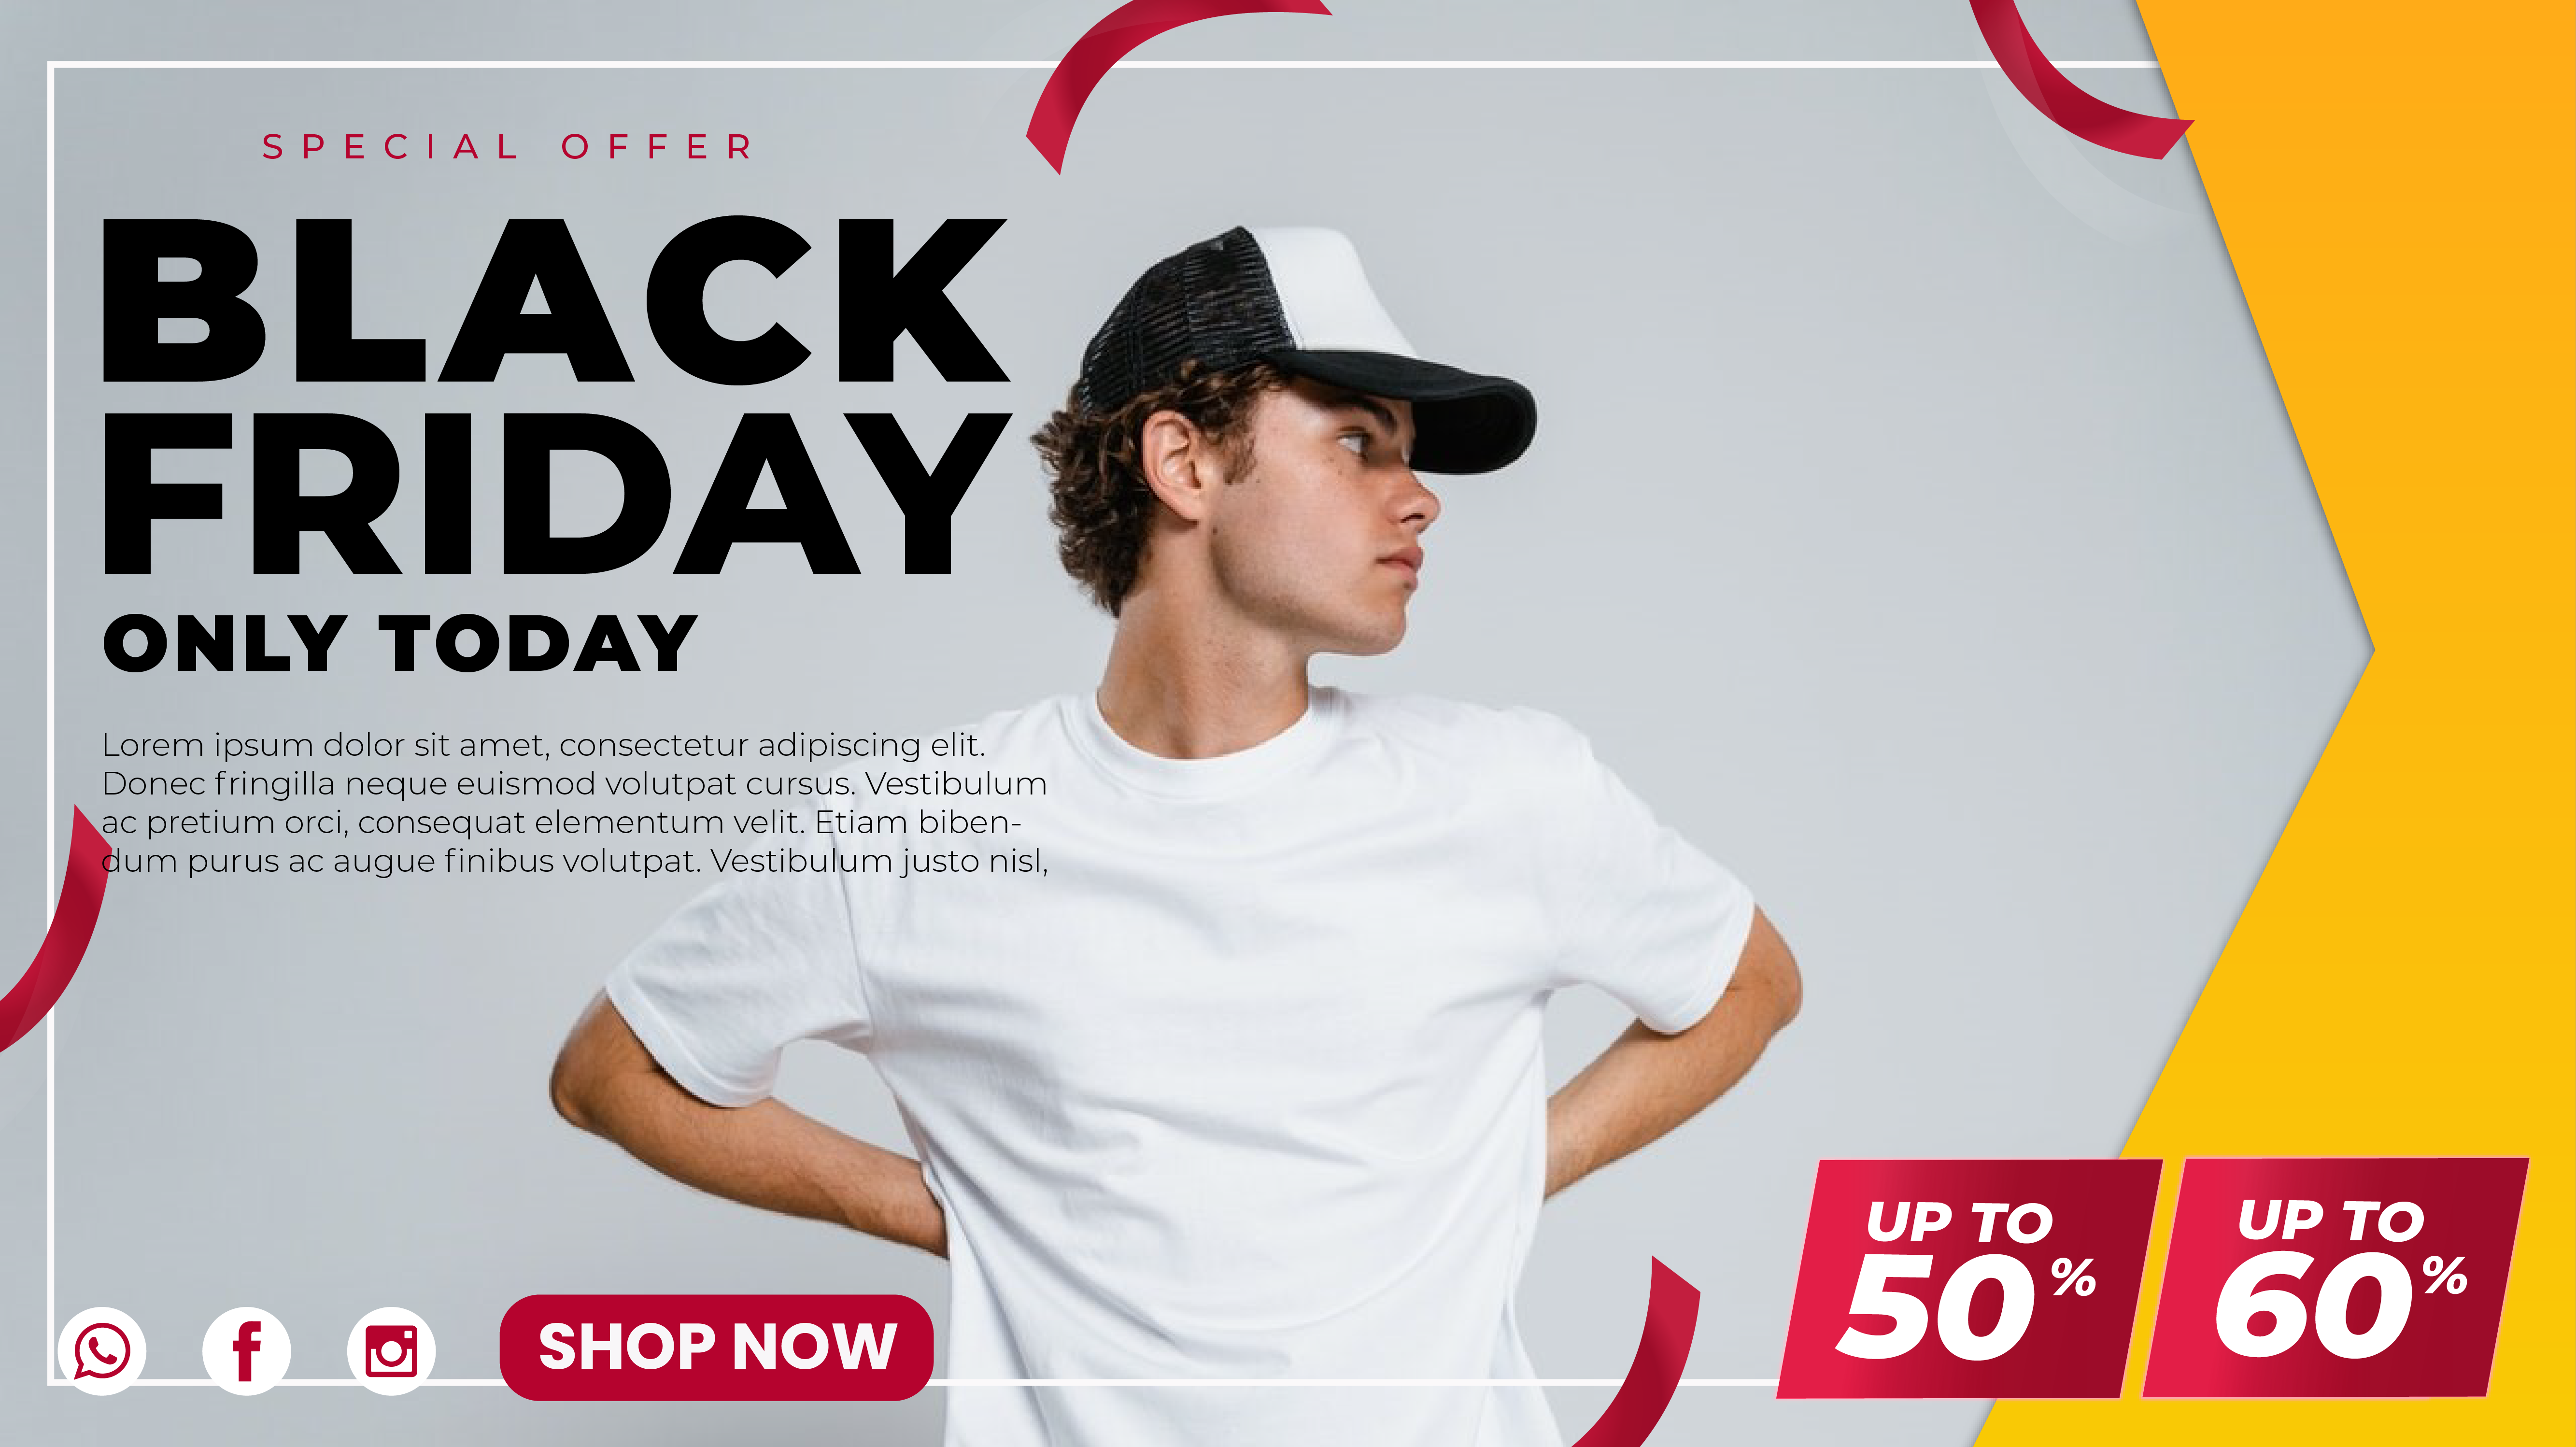 SPECIAL OFFER
BLACK
FRIDAY
ONLY TODAY
Lorem ipsum dolor sit amet, consectetur adipiscing elit.
Donec fringilla neque euismod volutpat cursus. Vestibulum
ac pretium orci, consequat elementum velit. Etiam biben-
dum purus ac augue finibus volutpat. Vestibulum justo nisl,
SHOP NOW
UP TO
50%
UP TO
60%